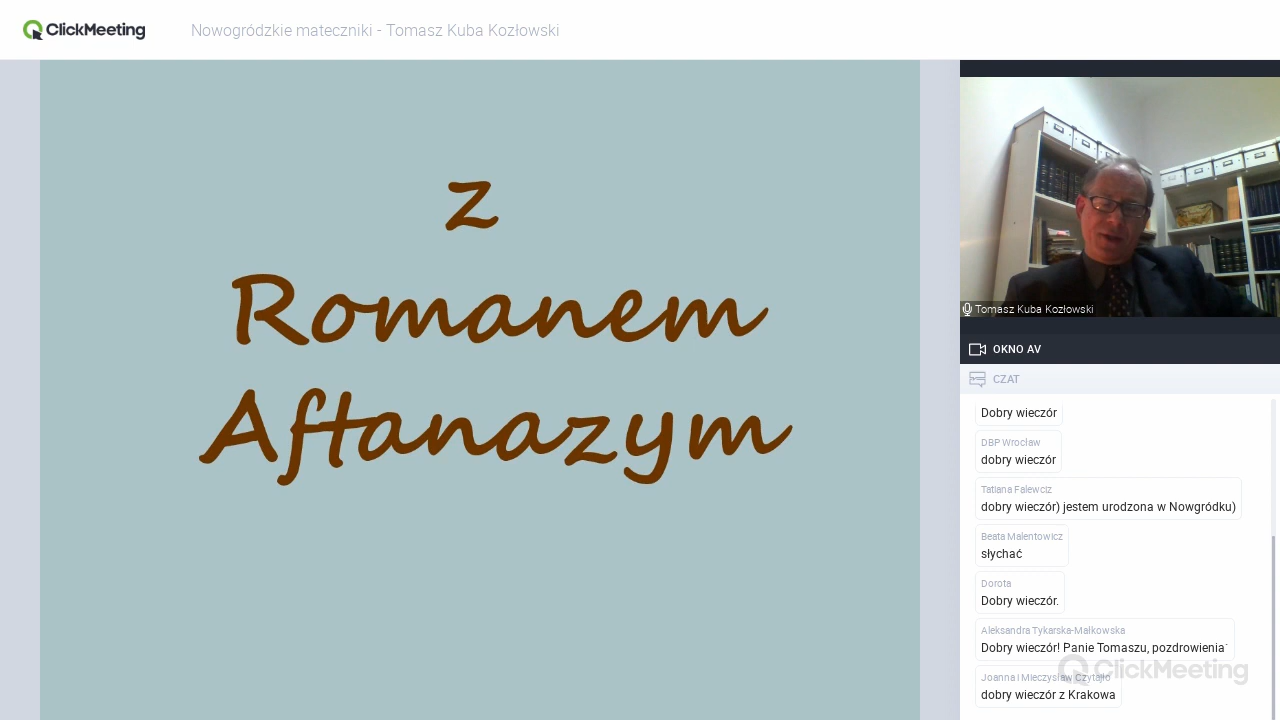 ClickMeeting
Nowogródzkie mateczniki - Tomasz Kuba Kozłowski
z
Romanem
Aftanazym
Tomasz Kuba Kozłowski
OKNO AV
CZAT
Dobry wieczór
DBP Wrocław
dobry wieczór
Tatiana Falewciz
dobry wieczór) jestem urodzona w Nowgródku)
Beata Malentowicz
słychać
Dorota
Dobry wieczór.
Aleksandra Tykarska-Małkowska
Dobry wieczór! Panie Tomaszu, pozdrowienia
ClickMeeting
Joanna i Mieczysław Czytajło
dobry wieczór z Krakowa